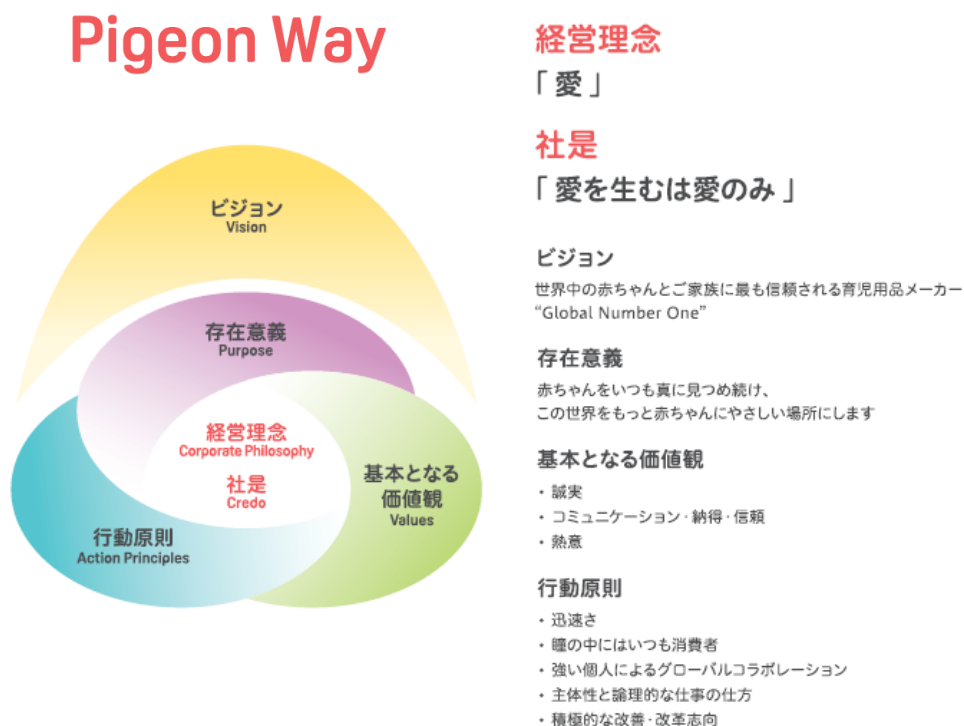 Pigeon Way
ビジョン
Vision
存在意義
Purpose
経営理念
Corporate Philosophy
社是
Credo
基本となる
価値観
Values
行動原則
Action Principles
経営理念
「 愛 」
社是
「 愛を生むは愛のみ 」
ビジョン
世界中の赤ちゃんとご家族に最も信頼される育児用品メーカー
“Global Number One”
存在意義
赤ちゃんをいつも真に見つめ続け、
この世界をもっと赤ちゃんにやさしい場所にします
基本となる価値観
・ 誠実
・ コミュニケーション・納得・信頼
・ 熱意
行動原則
・ 迅速さ
・ 瞳の中にはいつも消費者
・ 強い個人によるグローバルコラボレーション
・ 主体性と論理的な仕事の仕方
・ 積極的な改善・改革志向